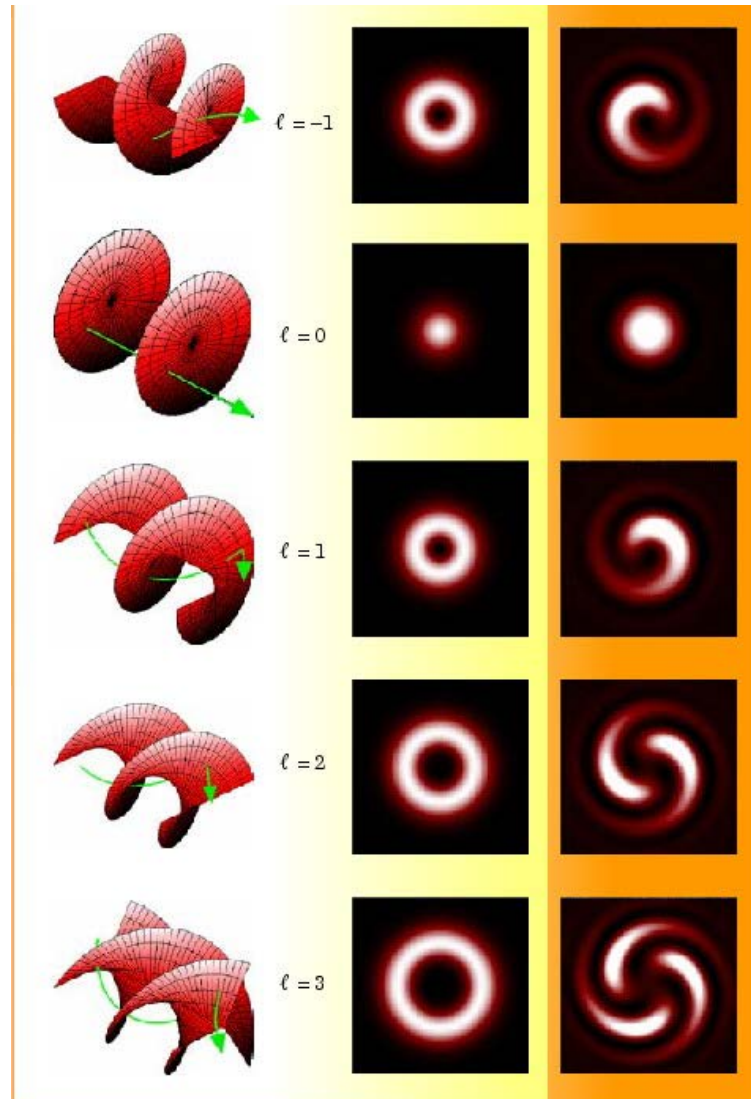 ℓ = −1
ℓ = 0
ℓ = 1
ℓ = 2
ℓ = 3